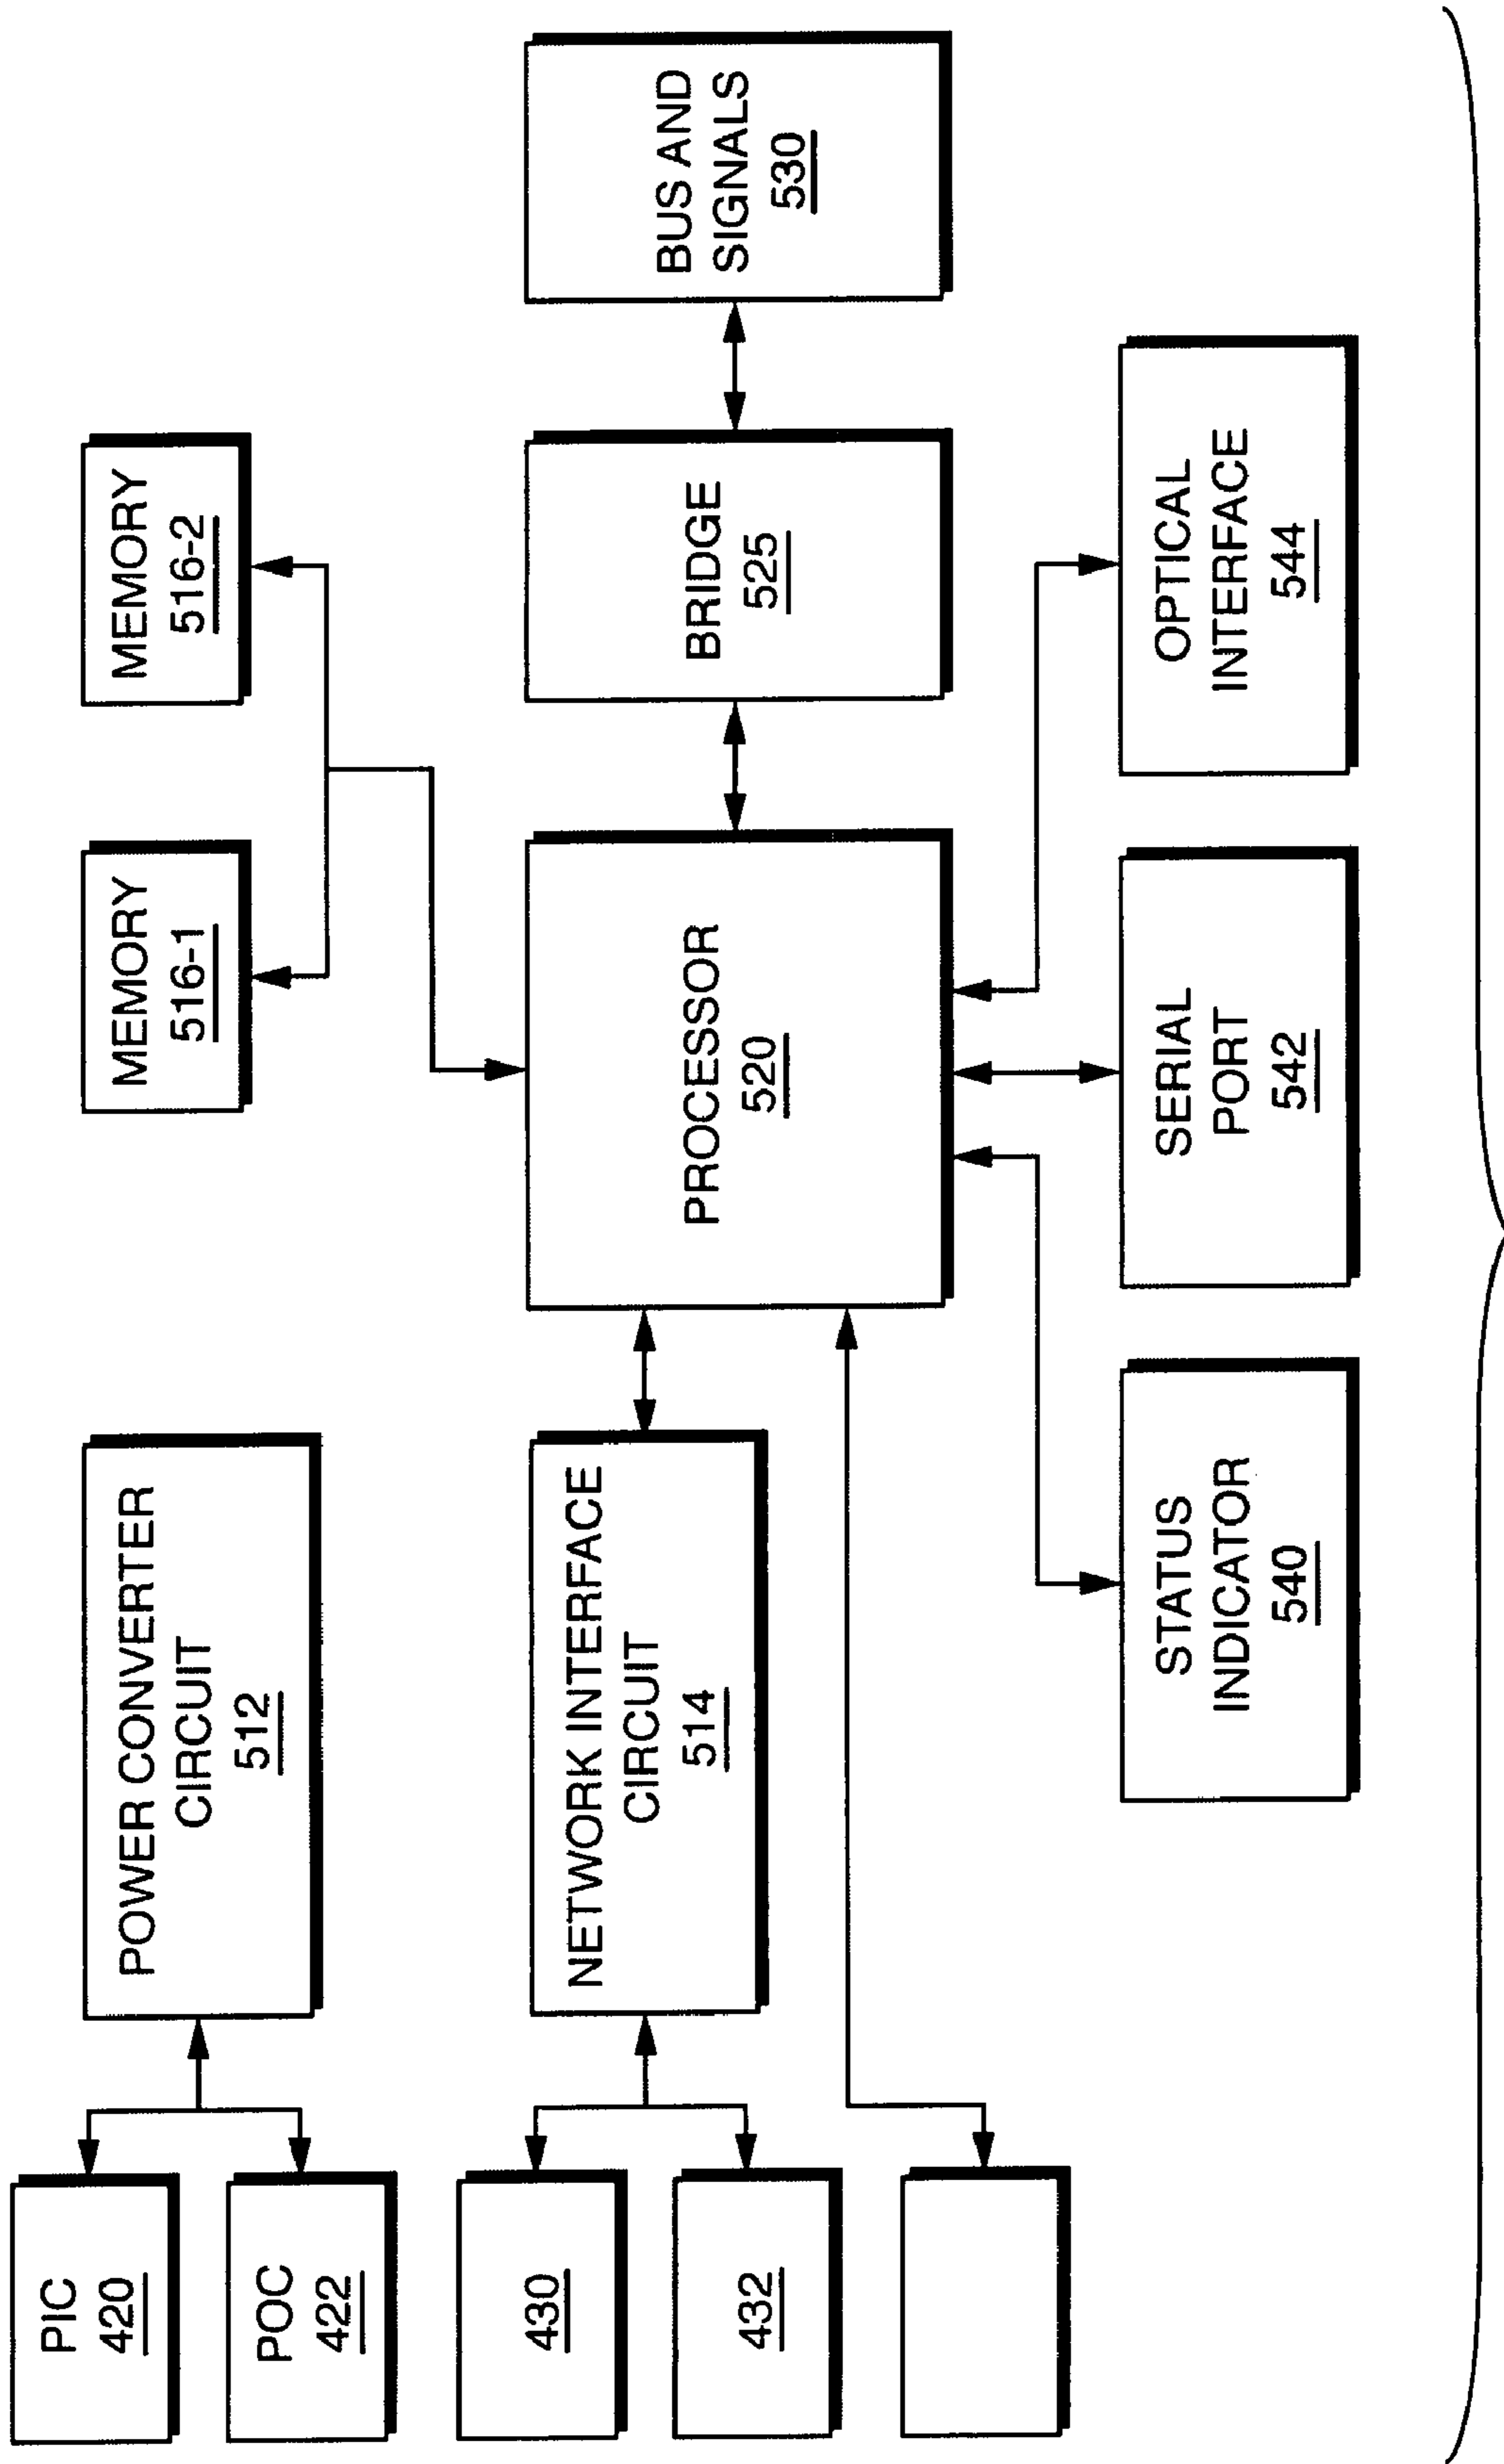 PIC
420
POC
422
POWER CONVERTER
CIRCUIT
512
MEMORY
516-1
MEMORY
516-2
430
432
NETWORK INTERFACE
CIRCUIT
514
PROCESSOR
520
BRIDGE
525
BUS AND
SIGNALS
530
STATUS
INDICATOR
540
SERIAL
PORT
542
OPTICAL
INTERFACE
544